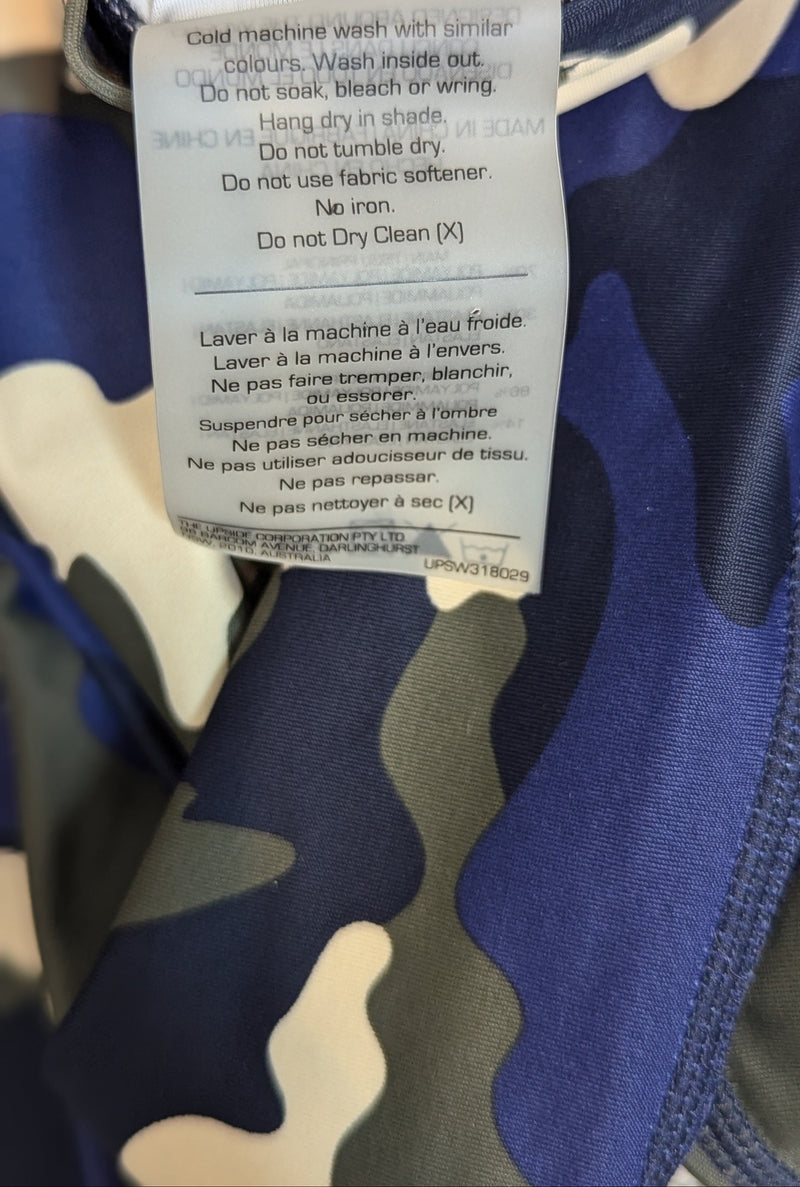 Cold machine wash with similar
colours. Wash inside out.
Do not soak, bleach or wring.
Hang dry in shade.
Do not tumble dry.
Do not use fabric softener.
No iron.
Do not Dry Clean (X)
Laver à la machine à l'eau froide.
Laver à la machine à l'envers.
Ne pas faire tremper, blanchir,
ou essorer.
Suspendre pour sécher à l'ombre
Ne pas sécher en machine.
Ne pas utiliser adoucisseur de tissu.
Ne pas repassar.
Ne pas nettoyer à sec (X)
THE UPSIDE CORPORATION PTY LTD
BARCOM AVENUE, DARLINGHURST
NSW, 2010, AUSTRALIA
UPSW318029